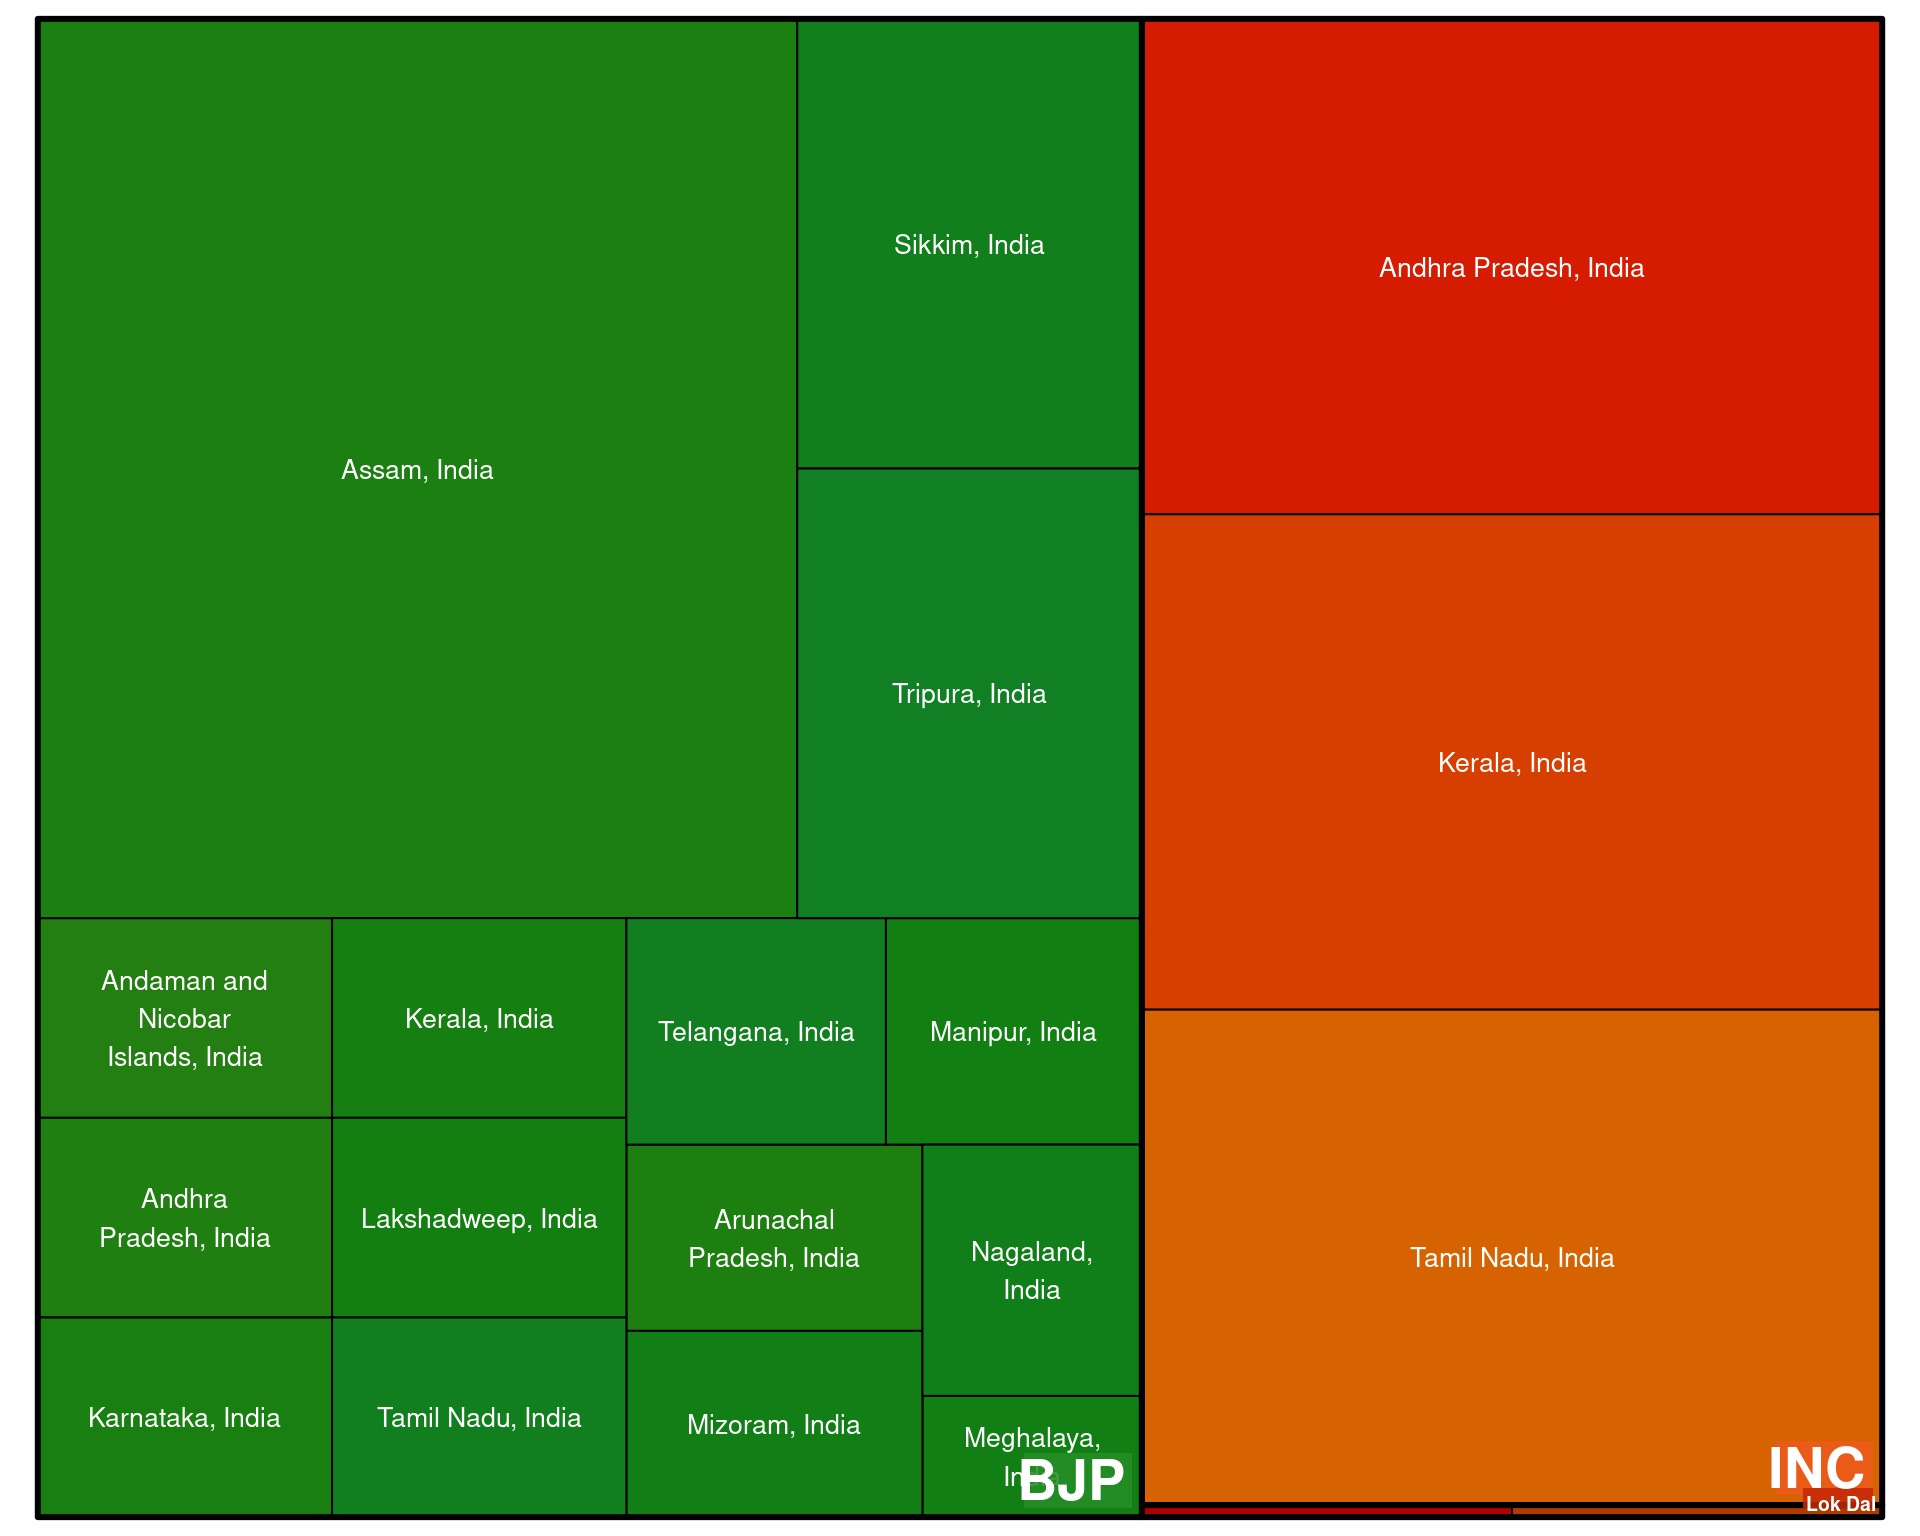 Assam, India
Sikkim, India
Tripura, India
Andhra Pradesh, India
Kerala, India
Tamil Nadu, India
Andaman and
Nicobar
Islands, India
Kerala, India
Telangana, India
Manipur, India
Andhra
Pradesh, India
Lakshadweep, India
Arunachal
Pradesh, India
Nagaland,
India
Karnataka, India
Tamil Nadu, India
Mizoram, India
Meghalaya,
India
BJP
INC
Lok Dal